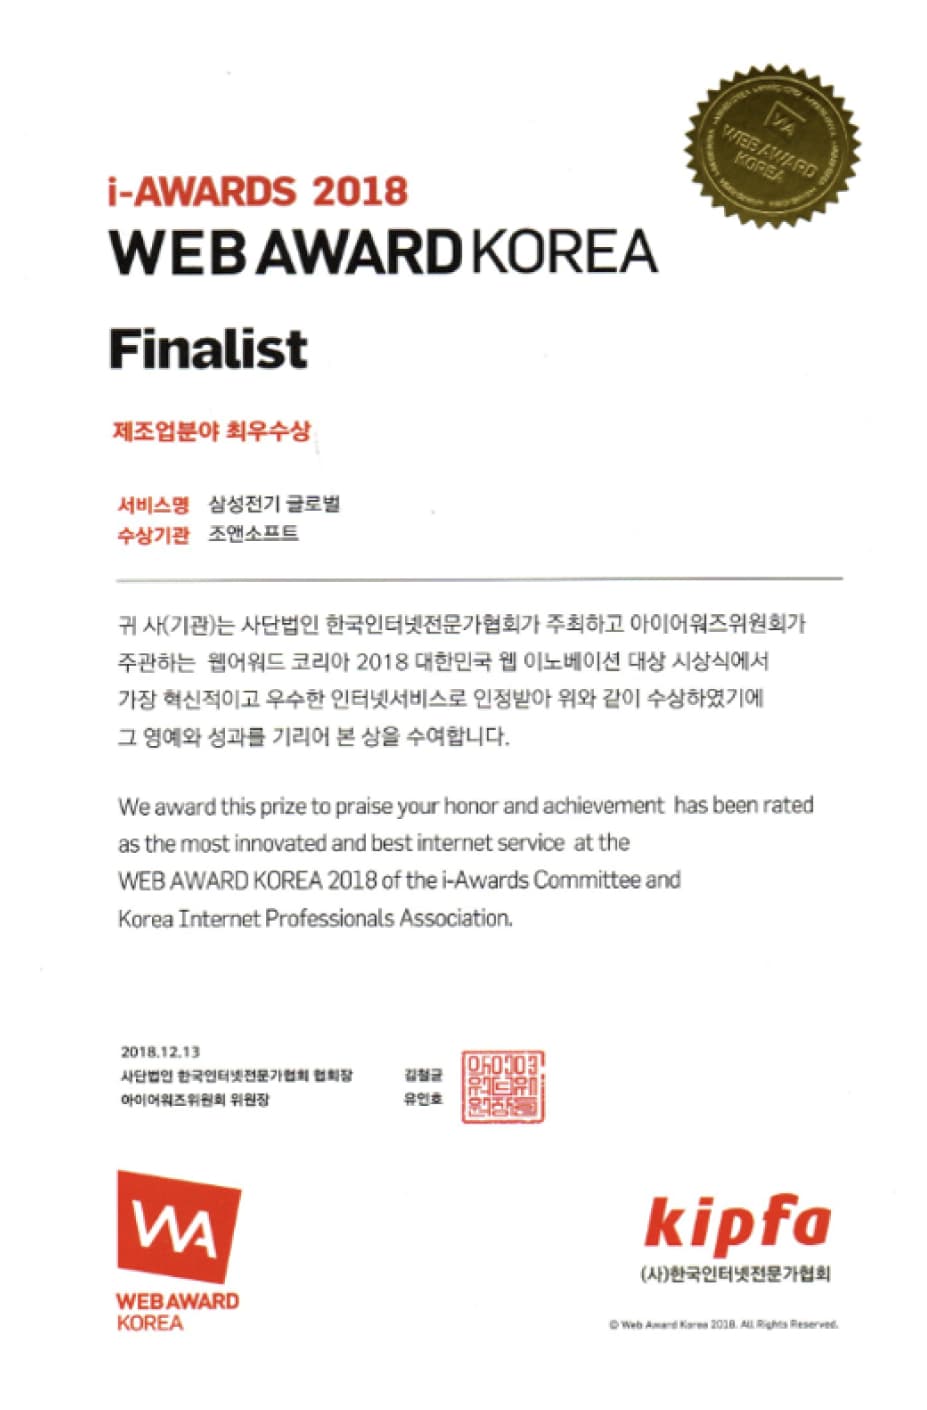 WA
WEB AWARD
KOREA
i-AWARDS 2018
WEB AWARD KOREA
Finalist
제조업분야 최우수상
서비스명 삼성전기 글로벌
수상기관 조앤소프트
귀 사(기관)는 사단법인 한국인터넷전문가협회가 주최하고 아이어워즈위원회가
주관하는 웹어워드 코리아 2018 대한민국 웹 이노베이션 대상 시상식에서
가장 혁신적이고 우수한 인터넷서비스로 인정받아 위와 같이 수상하였기에
그 영예와 성과를 기리어 본 상을 수여합니다.
We award this prize to praise your honor and achievement has been rated
as the most innovated and best internet service at the
WEB AWARD KOREA 2018 of the i-Awards Committee and
Korea Internet Professionals Association.
2018.12.13
사단법인 한국인터넷전문가협회 협회장 김철균
아이어워즈위원회 위원장 유인호
WA
WEB AWARD
KOREA
kipfa
(사)한국인터넷전문가협회
© Web Award Korea 2018. All Rights Reserved.